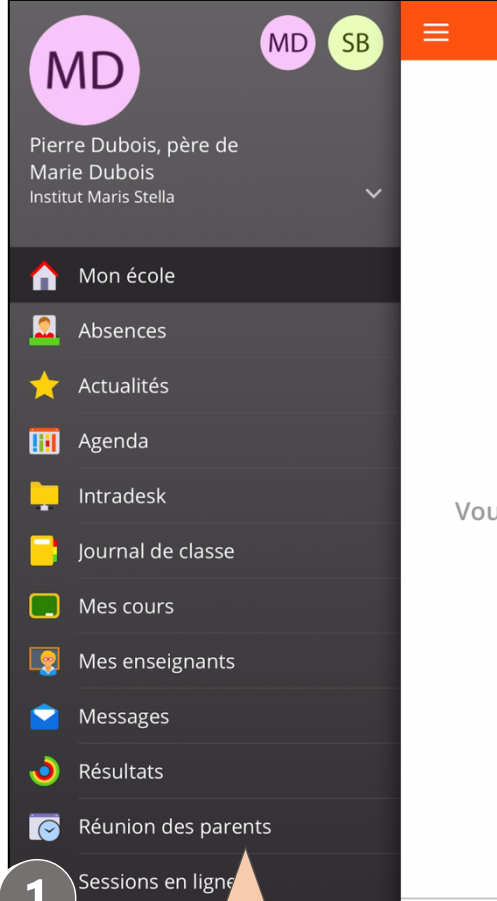 MD
MD SB
Pierre Dubois, père de
Marie Dubois
Institut Maris Stella
Mon école
Absences
Actualités
Agenda
Intradesk
Vou
Journal de classe
Mes cours
Mes enseignants
Messages
Résultats
Réunion des parents
Sessions en ligne
1